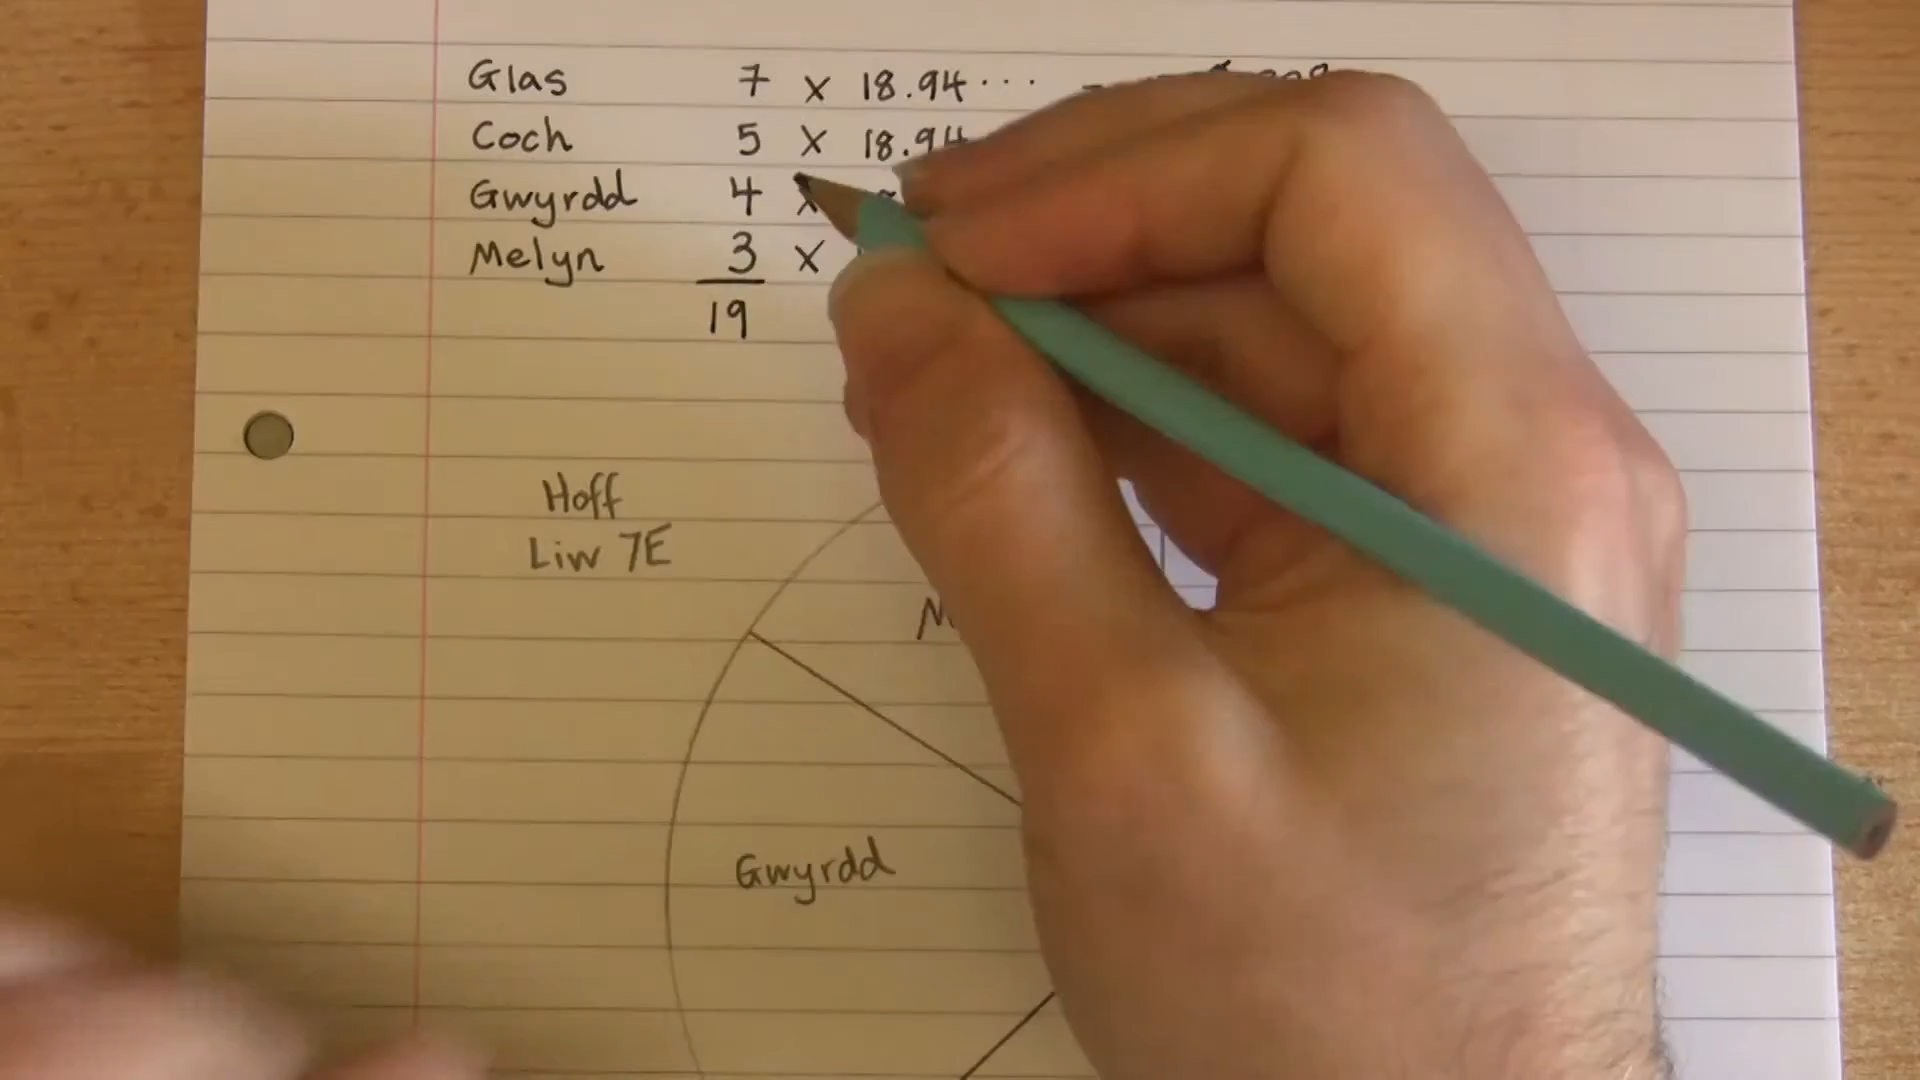 Glas 7 x 18.94...
Coch 5 x 18.94
Gwyrdd 4 x
Melyn 3 x
19
Hoff
Liw 7E
Gwyrdd